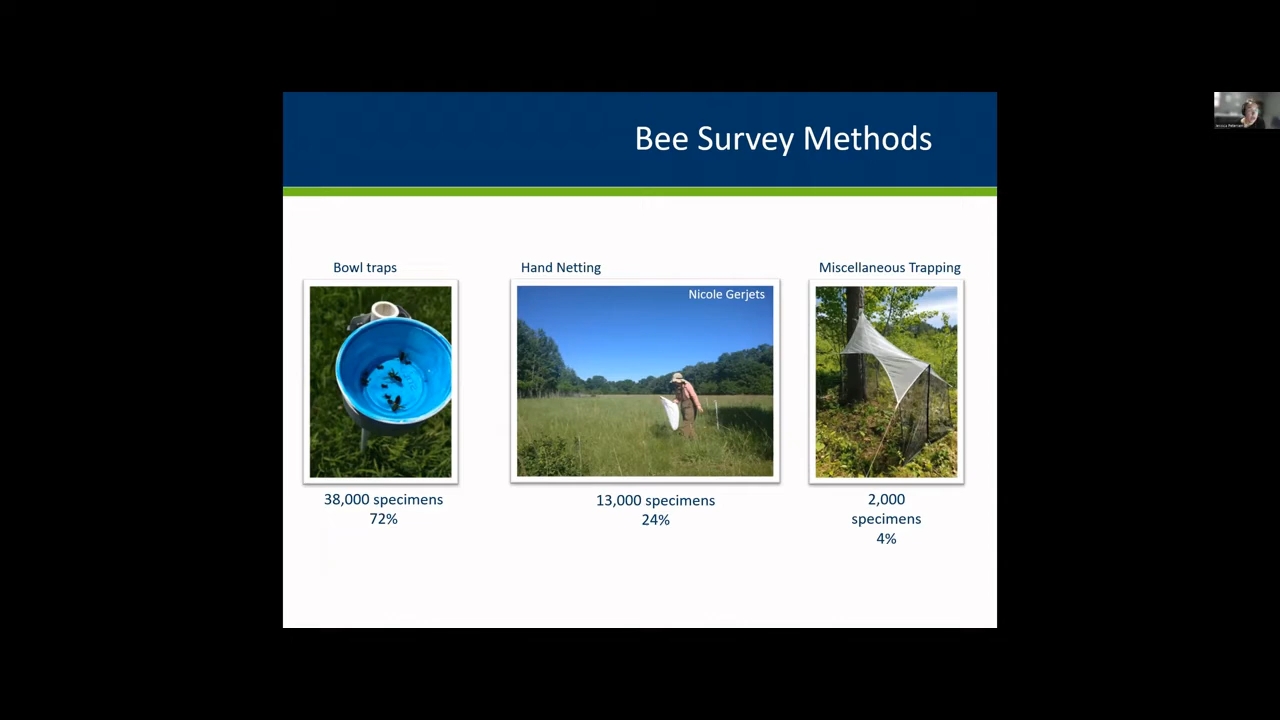 Bee Survey Methods
Bowl traps
Hand Netting
Miscellaneous Trapping
Nicole Gerjets
38,000 specimens
72%
13,000 specimens
24%
2,000
specimens
4%